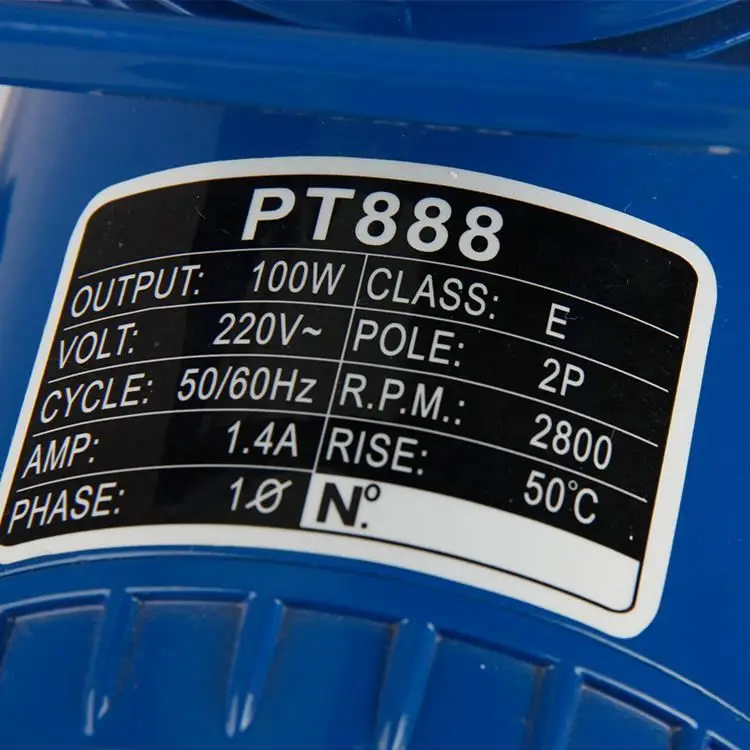 PT888
OUTPUT: 100W CLASS: E
VOLT: 220V~ POLE: 2P
CYCLE: 50/60Hz R.P.M.: 2800
AMP: 1.4A RISE: 50°C
PHASE: 1Ø Nº.